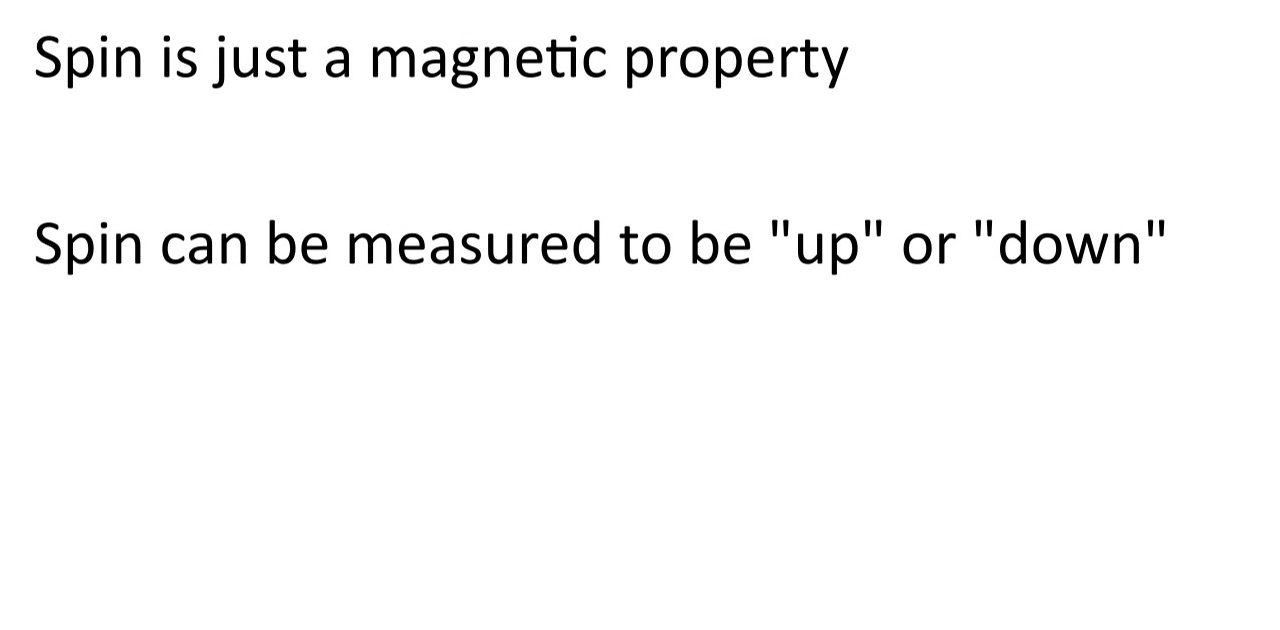 Spin is just a magnetic property
Spin can be measured to be "up" or "down"